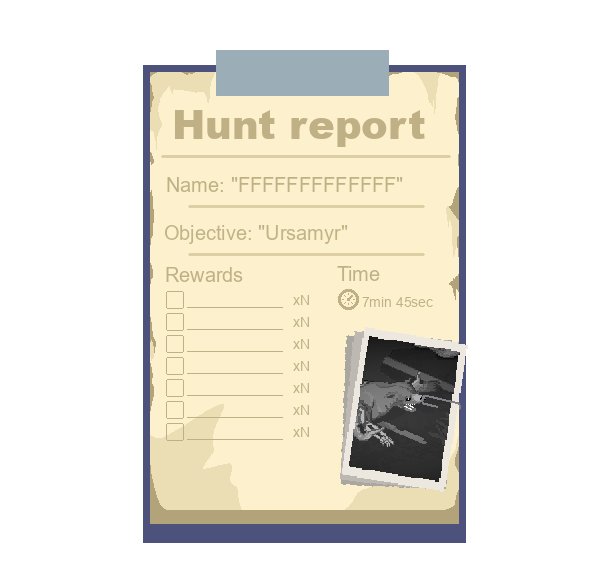 Hunt report
Name: "FFFFFFFFFFFFF"
Objective: "Ursamyr"
Rewards
Time
7min 45sec
xN
xN
xN
xN
xN
xN
xN